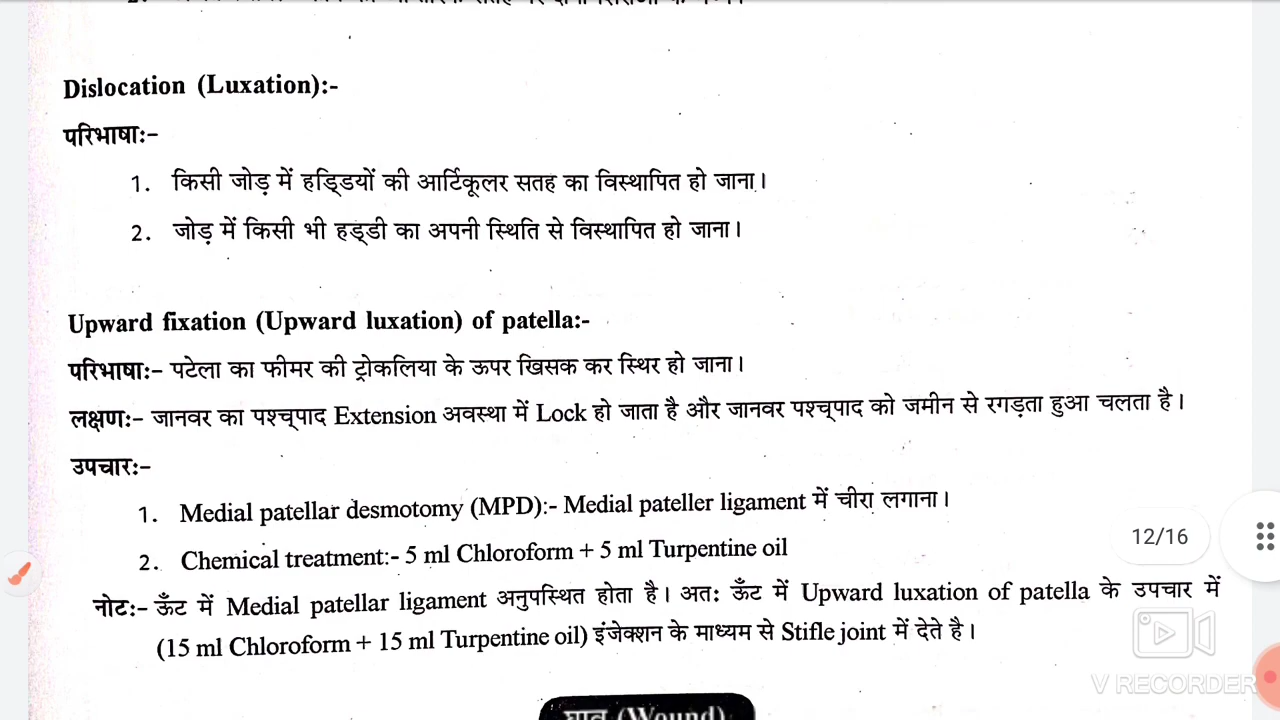 Dislocation (Luxation):-
परिभाषाः-
1. किसी जोड़ में हड्डियों की आर्टिकूलर सतह का विस्थापित हो जाना।
2. जोड़ में किसी भी हड्डी का अपनी स्थिति से विस्थापित हो जाना।
Upward fixation (Upward luxation) of patella:-
परिभाषाः- पटेला का फीमर की ट्रोकलिया के ऊपर खिसक कर स्थिर हो जाना।
लक्षणः- जानवर का पश्च्पाद Extension अवस्था में Lock हो जाता है और जानवर पश्च्पाद को जमीन से रगड़ता हुआ चलता है।
उपचारः-
1. Medial patellar desmotomy (MPD):- Medial pateller ligament में चीरा लगाना।
2. Chemical treatment:- 5 ml Chloroform + 5 ml Turpentine oil
12/16
नोटः- ऊँट में Medial patellar ligament अनुपस्थित होता है। अतः ऊँट में Upward luxation of patella के उपचार में
(15 ml Chloroform + 15 ml Turpentine oil) इंजेक्शन के माध्यम से Stifle joint में देते है।
V RECORDER
घाव (Wound)